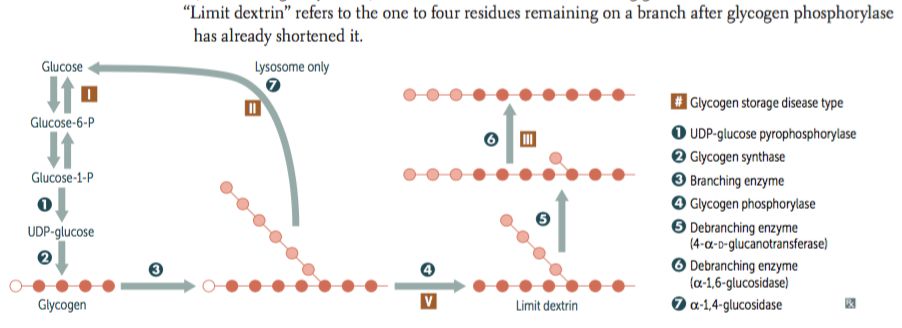 “Limit dextrin” refers to the one to four residues remaining on a branch after glycogen phosphorylase
has already shortened it.
Glucose
Lysosome only
7
I
II
Glucose-6-P
Glucose-1-P
1
UDP-glucose
2
3
Glycogen
4
V
6
III
5
Limit dextrin
# Glycogen storage disease type
1 UDP-glucose pyrophosphorylase
2 Glycogen synthase
3 Branching enzyme
4 Glycogen phosphorylase
5 Debranching enzyme
(4-α-D-glucanotransferase)
6 Debranching enzyme
(α-1,6-glucosidase)
7 α-1,4-glucosidase